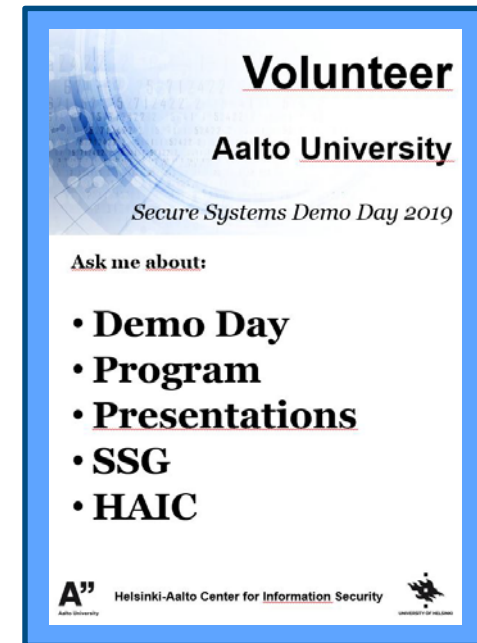 Volunteer
Aalto University
Secure Systems Demo Day 2019
Ask me about:
• Demo Day
• Program
• Presentations
• SSG
• HAIC
A”
Aalto University
Helsinki-Aalto Center for Information Security
UNIVERSITY OF HELSINKI